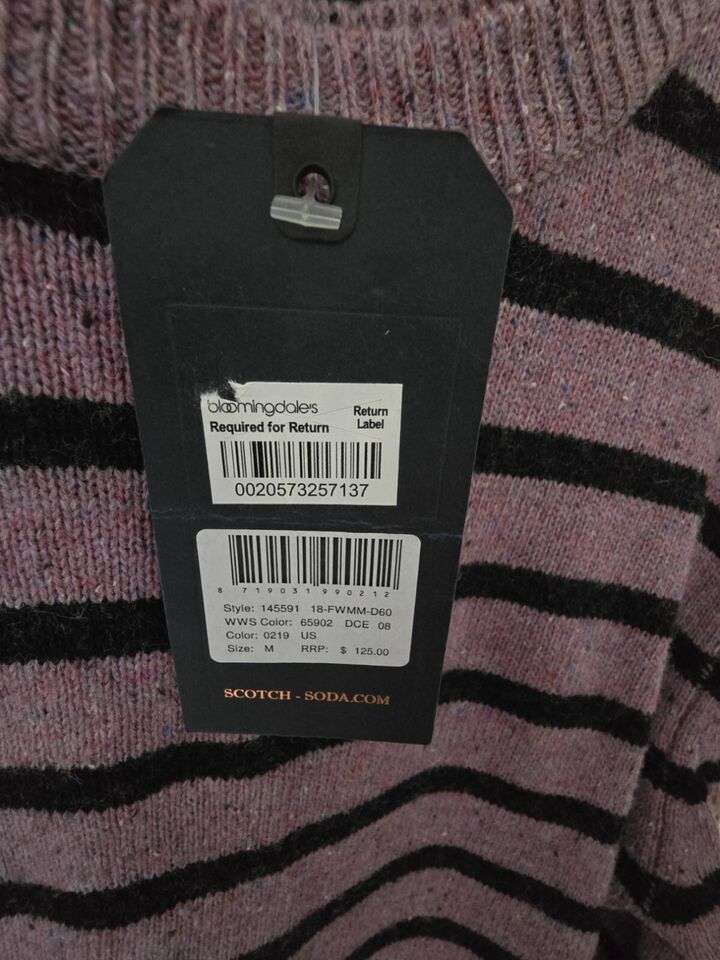 bloomingdale's
Return
Label
Required for Return
0020573257137
8 719031 990212
Style: 145591 18-FWMM-D60
WWS Color: 65902 DCE 08
Color: 0219 US
Size: M RRP: $ 125.00
SCOTCH - SODA.COM